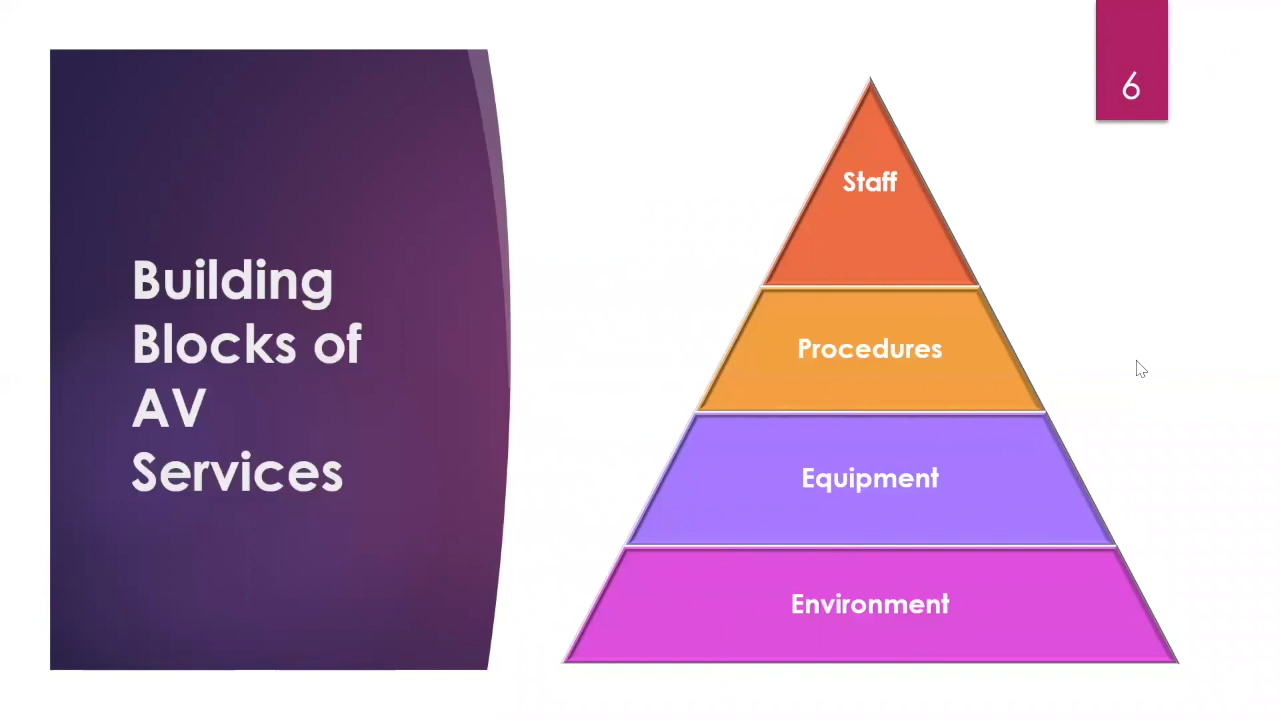 Building
Blocks of
AV
Services
6
Staff
Procedures
Equipment
Environment